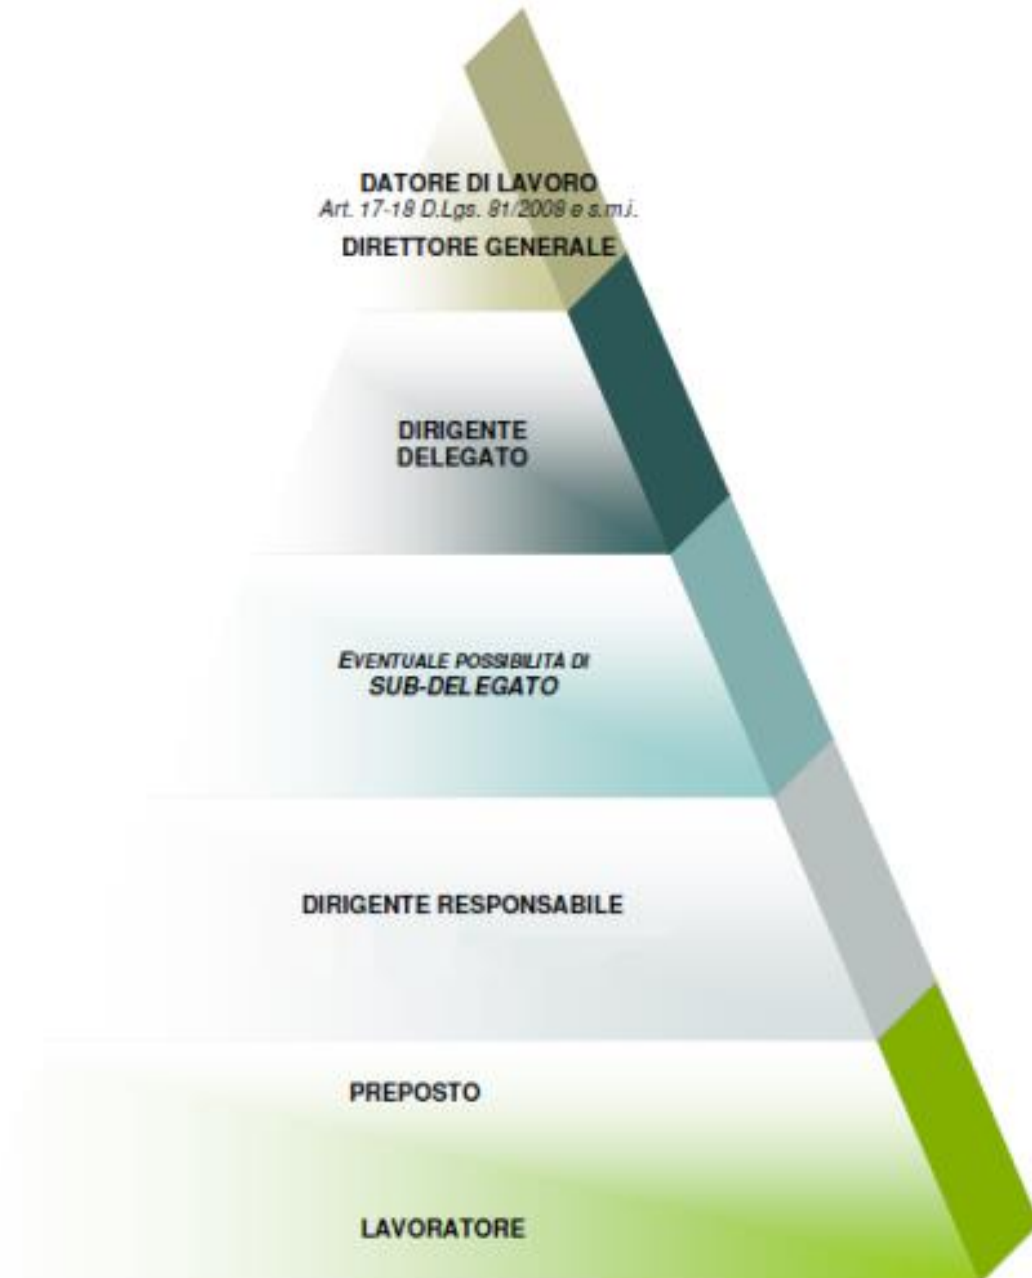 DATORE DI LAVORO
Art. 17-18 D.Lgs. 81/2008 e s.m.i.
DIRETTORE GENERALE
DIRIGENTE
DELEGATO
EVENTUALE POSSIBILITÀ DI
SUB-DELEGATO
DIRIGENTE RESPONSABILE
PREPOSTO
LAVORATORE